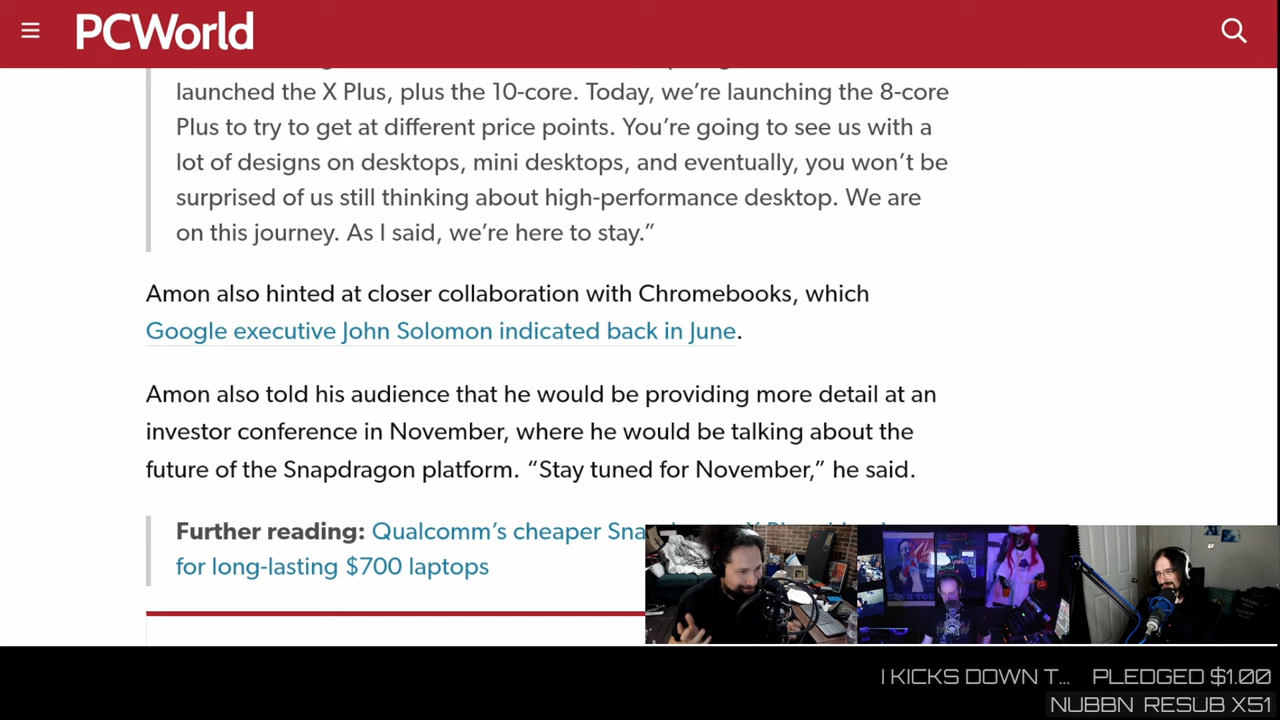 PCWorld
launched the X Plus, plus the 10-core. Today, we're launching the 8-core
Plus to try to get at different price points. You're going to see us with a
lot of designs on desktops, mini desktops, and eventually, you won't be
surprised of us still thinking about high-performance desktop. We are
on this journey. As I said, we're here to stay.”
Amon also hinted at closer collaboration with Chromebooks, which
Google executive John Solomon indicated back in June.
Amon also told his audience that he would be providing more detail at an
investor conference in November, where he would be talking about the
future of the Snapdragon platform. “Stay tuned for November,” he said.
Further reading: Qualcomm's cheaper
for long-lasting $700 laptops
I KICKS DOWN T... PLEDGED $1.00
NUBBN RESUB X51